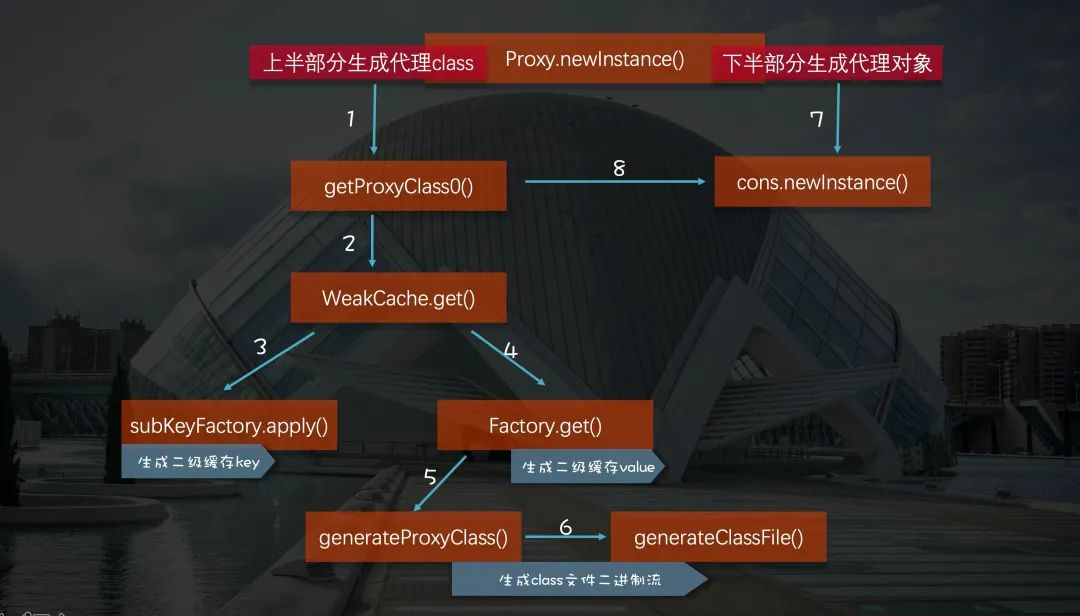 上半部分生成代理class
Proxy.newInstance()
下半部分生成代理对象
1
7
getProxyClass0()
8
cons.newInstance()
2
WeakCache.get()
3
4
subKeyFactory.apply()
Factory.get()
生成二级缓存key
生成二级缓存value
5
generateProxyClass()
6
generateClassFile()
生成class文件二进制流